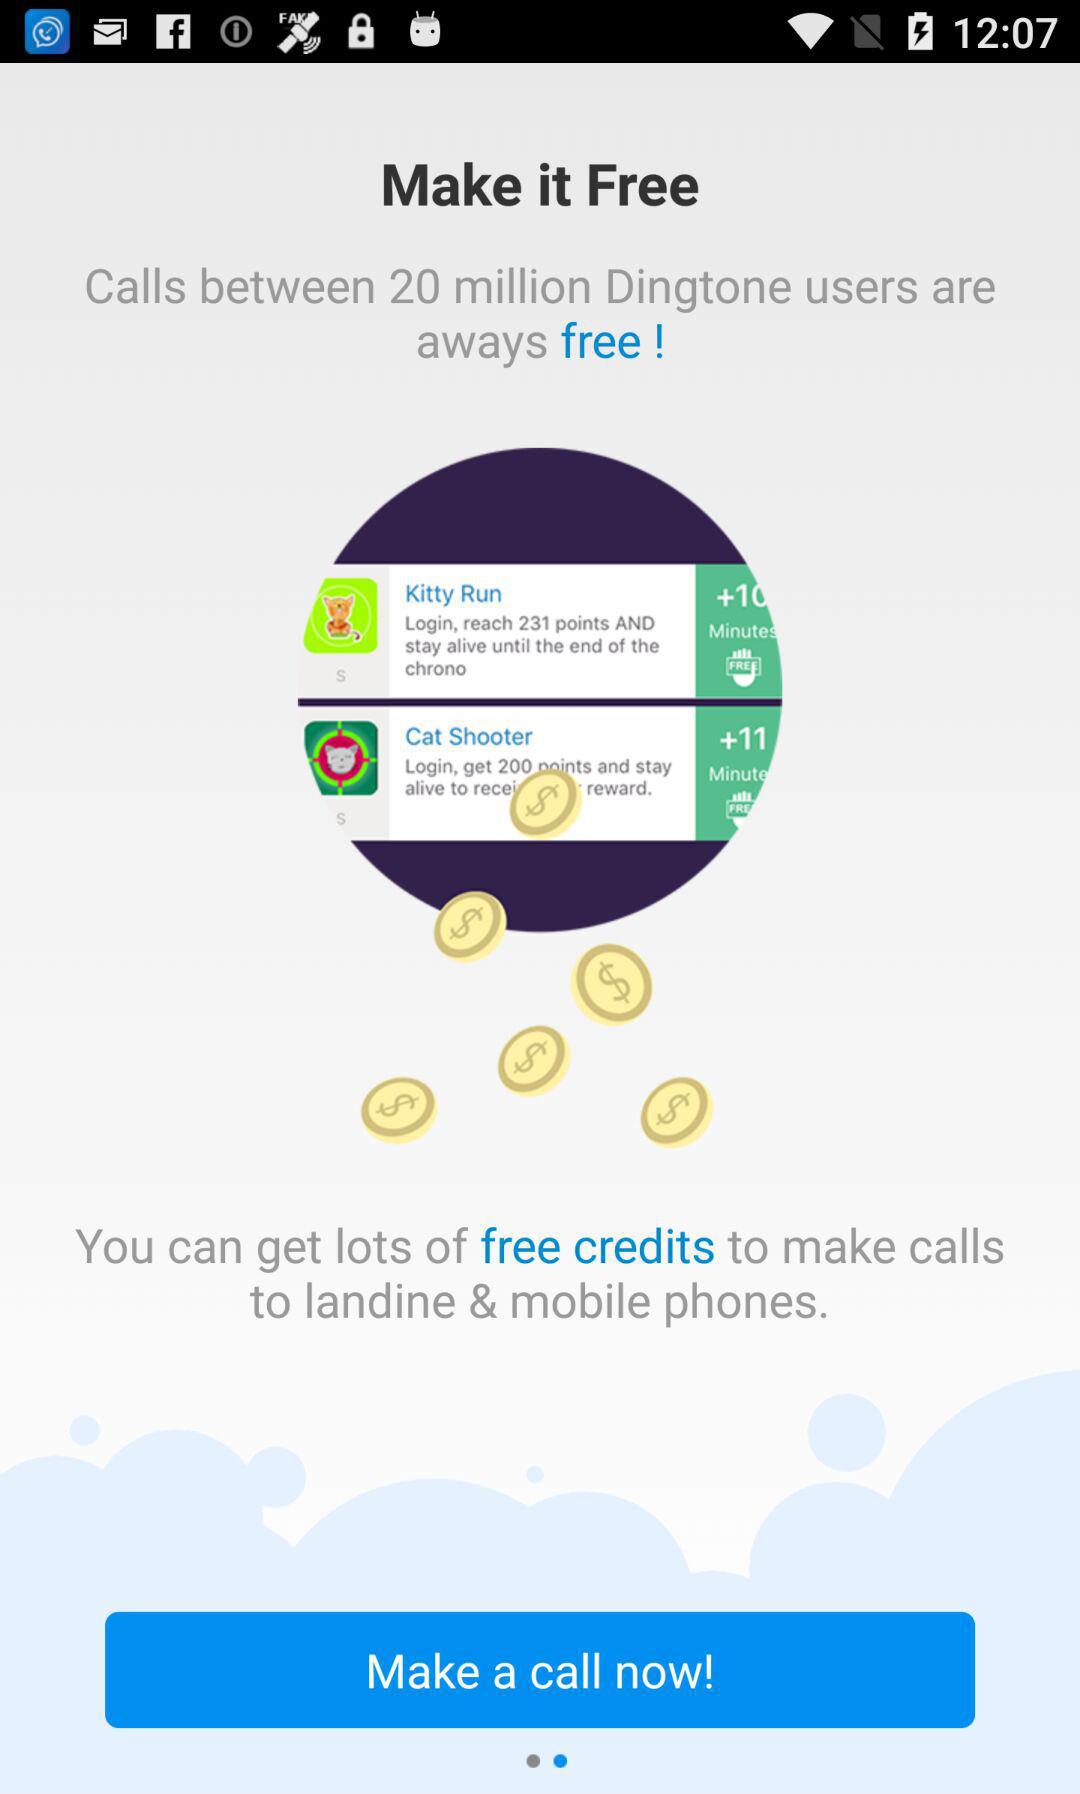 FAKE
12:07
Make it Free
Calls between 20 million Dingtone users are
aways free !
Kitty Run
Login, reach 231 points AND
stay alive until the end of the
chrono
S
+10
Minutes
FREE
Cat Shooter
Login, get 200 points and stay
alive to recei reward.
S
+11
Minute
FRE
You can get lots of free credits to make calls
to landine & mobile phones.
Make a call now!